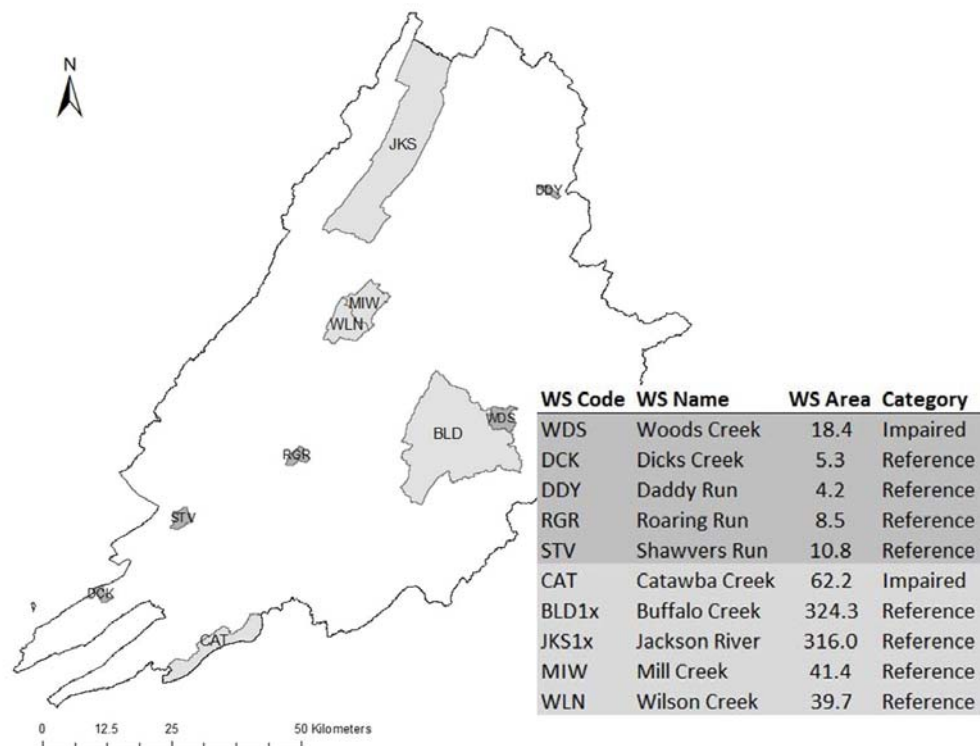 N
JKS
DDY
MIW
WLN
BLD
WDS
RGR
STV
DCK
CAT
WS Code WS Name WS Area Category
WDS Woods Creek 18.4 Impaired
DCK Dicks Creek 5.3 Reference
DDY Daddy Run 4.2 Reference
RGR Roaring Run 8.5 Reference
STV Shawvers Run 10.8 Reference
CAT Catawba Creek 62.2 Impaired
BLD1x Buffalo Creek 324.3 Reference
JKS1x Jackson River 316.0 Reference
MIW Mill Creek 41.4 Reference
WLN Wilson Creek 39.7 Reference
0 12.5 25 50 Kilometers